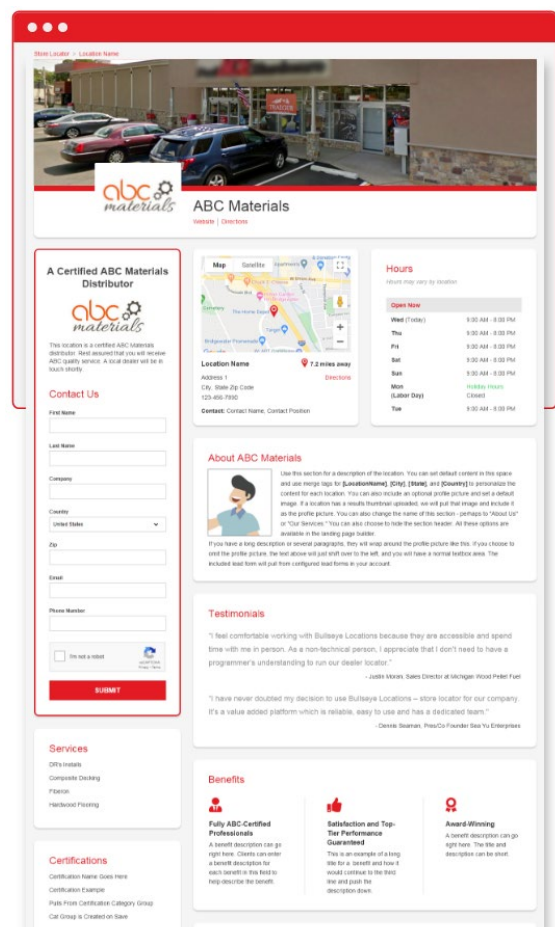 Store Locator > Location Name
abc
materials
ABC Materials
Website | Directions
A Certified ABC Materials
Distributor
abc
materials
This location is a certified ABC Materials
distributor. Rest assured that you will receive
ABC quality service. A local dealer will be in
touch shortly.
Contact Us
First Name
Last Name
Company
Country
United States
Zip
Email
Phone Number
I'm not a robot
reCAPTCHA
Privacy - Terms
SUBMIT
Services
DR's Installs
Composite Decking
Fiberon
Hardwood Flooring
Certifications
Certification Name Goes Here
Certification Example
Pulls From Certification Category Group
Cat Group is Created on Save
Map
Satellite
Cemetery
The Home Depot
Target
Bridgewater Promenade
Location Name
7.2 miles away
Address 1
Directions
City, State Zip Code
123-456-7890
Contact: Contact Name, Contact Position
Hours
Hours may vary by location
Open Now
Wed (Today) 9:00 AM - 8:00 PM
Thu 9:00 AM - 8:00 PM
Fri 9:00 AM - 8:00 PM
Sat 9:00 AM - 8:00 PM
Sun 9:00 AM - 8:00 PM
Mon Holiday Hours
(Labor Day) Closed
Tue 9:00 AM - 8:00 PM
About ABC Materials
Use this section for a description of the location. You can set default content in this space
and use merge tags for [LocationName], [City], [State], and [Country] to personalize the
content for each location. You can also include an optional profile picture and set a default
image. If a location has a results thumbnail uploaded, we will pull that image and include it
as the profile picture. You can also change the name of this section - perhaps to "About Us"
or "Our Services." You can also choose to hide the section header. All these options are
available in the landing page builder.
If you have a long description or several paragraphs, they will wrap around the profile picture like this. If you choose to
omit the profile picture, the text above will just shift over to the left, and you will have a normal textbox area. The
included lead form will pull from configured lead forms in your account.
Testimonials
"I feel comfortable working with Bullseye Locations because they are accessible and spend
time with me in person. As a non-technical person, I appreciate that I don't need to have a
programmer's understanding to run our dealer locator."
- Justin Morais, Sales Director at Michigan Wood Pellet Fuel
"I have never doubted my decision to use Bullseye Locations – store locator for our company.
It's a value added platform which is reliable, easy to use and has a dedicated team."
- Dennis Seaman, Pres/Co Founder Sea Yu Enterprises
Benefits
Fully ABC-Certified
Professionals
A benefit description can go
right here. Clients can enter
a benefit description for
each benefit in this field to
help describe the benefit.
Satisfaction and Top-
Tier Performance
Guaranteed
This is an example of a long
title for a benefit and how it
would continue to the third
line and push the
description down.
Award-Winning
A benefit description can go
right here. The title and
description can be short.